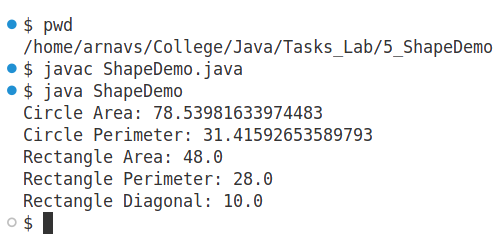 $ pwd
/home/arnavs/College/Java/Tasks_Lab/5_ShapeDemo
$ javac ShapeDemo.java
$ java ShapeDemo
Circle Area: 78.53981633974483
Circle Perimeter: 31.41592653589793
Rectangle Area: 48.0
Rectangle Perimeter: 28.0
Rectangle Diagonal: 10.0
$